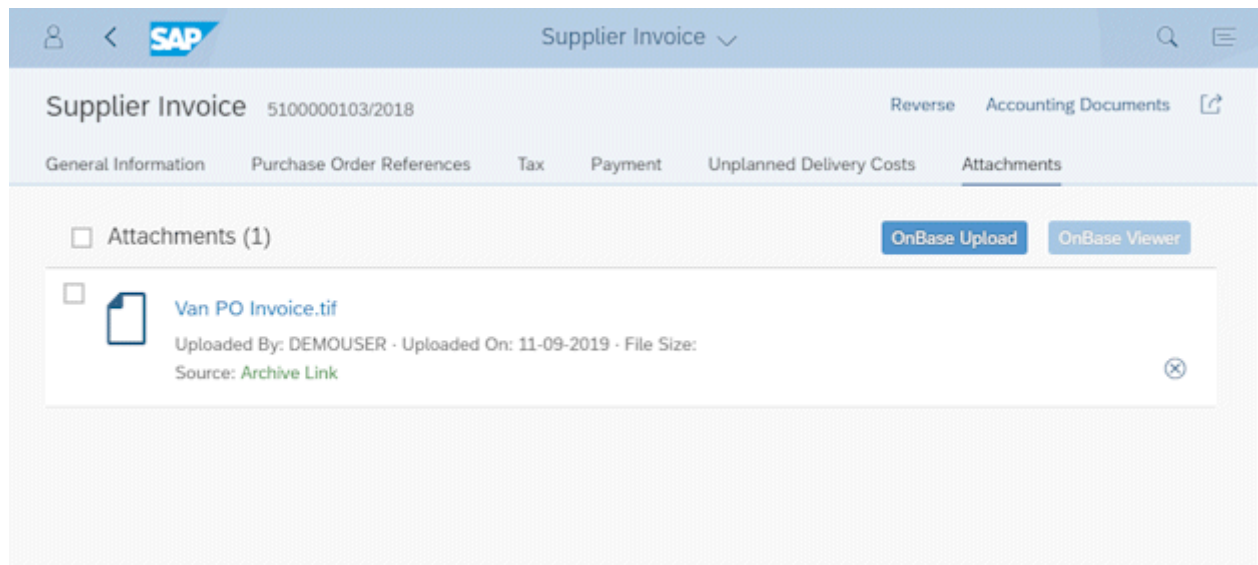 SAP Supplier Invoice
Supplier Invoice 5100000103/2018 Reverse Accounting Documents
General Information Purchase Order References Tax Payment Unplanned Delivery Costs Attachments
Attachments (1) OnBase Upload OnBase Viewer
Van PO Invoice.tif
Uploaded By: DEMOUSER · Uploaded On: 11-09-2019 · File Size:
Source: Archive Link